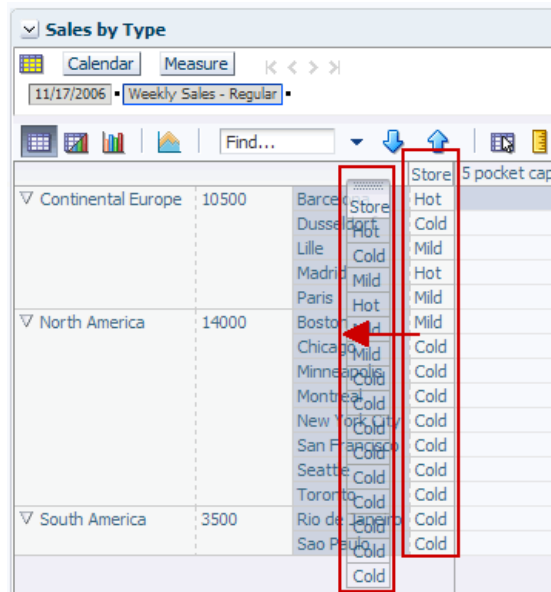 Sales by Type
Calendar Measure
11/17/2006 Weekly Sales - Regular
Find...
Store Store 5 pocket cap
Continental Europe 10500 Barcelona Hot Hot
Dusseldorf Cold Cold
Lille Mild Mild
Madrid Hot Hot
Paris Mild Mild
North America 14000 Boston Mild Mild
Chicago Cold Cold
Minneapolis Cold Cold
Montreal Cold Cold
New York City Cold Cold
San Francisco Cold Cold
Seattle Cold Cold
Toronto Cold Cold
South America 3500 Rio de Janeiro Cold Cold
Sao Paulo Cold Cold